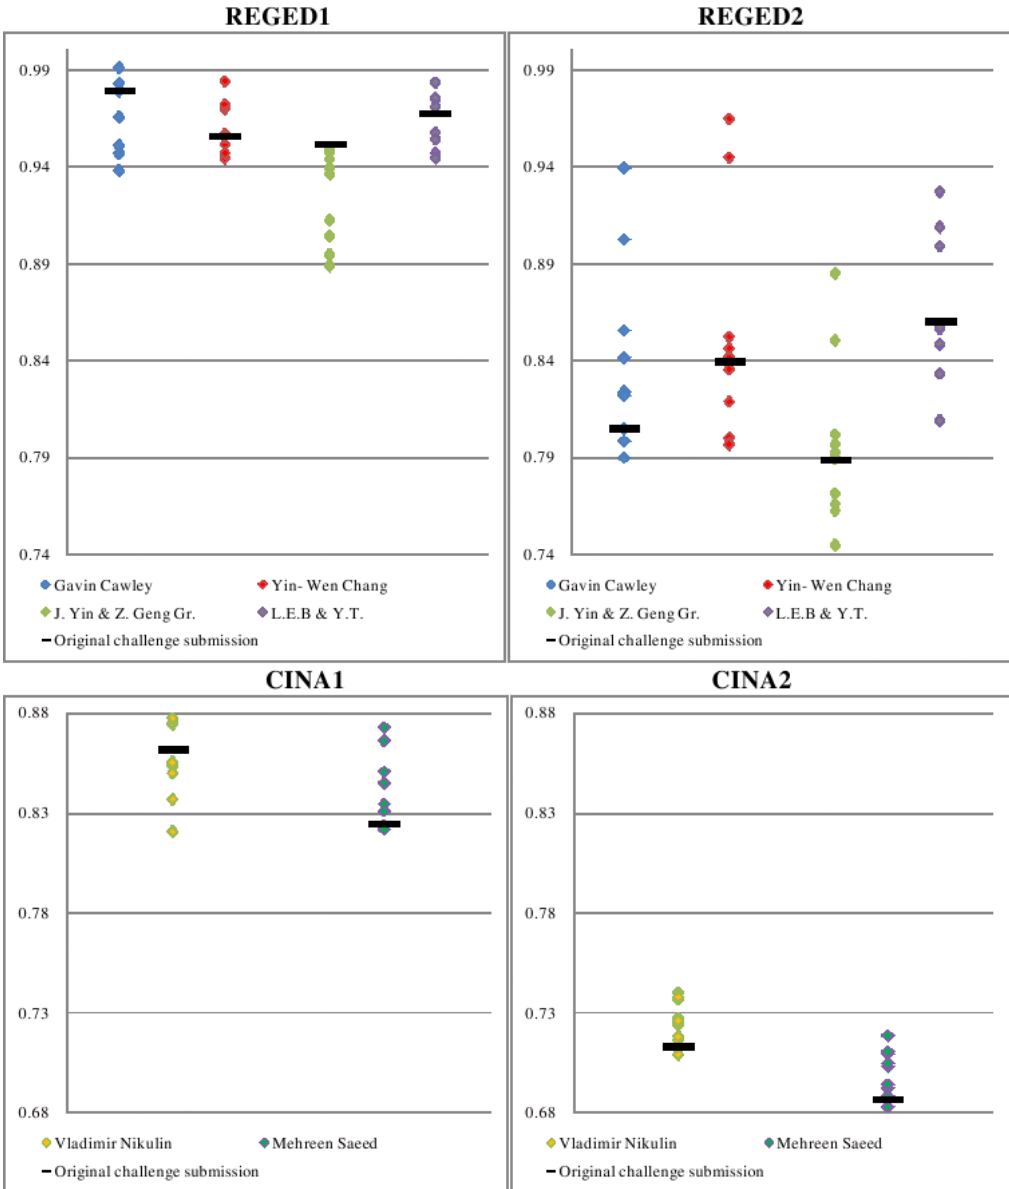 REGED1
0.99
0.94
0.89
0.84
0.79
0.74
Gavin Cawley
Yin- Wen Chang
J. Yin & Z. Geng Gr.
L.E.B & Y.T.
Original challenge submission
REGED2
0.99
0.94
0.89
0.84
0.79
0.74
Gavin Cawley
Yin- Wen Chang
J. Yin & Z. Geng Gr.
L.E.B & Y.T.
Original challenge submission
CINA1
0.88
0.83
0.78
0.73
0.68
Vladimir Nikulin
Mehreen Saeed
Original challenge submission
CINA2
0.88
0.83
0.78
0.73
0.68
Vladimir Nikulin
Mehreen Saeed
Original challenge submission